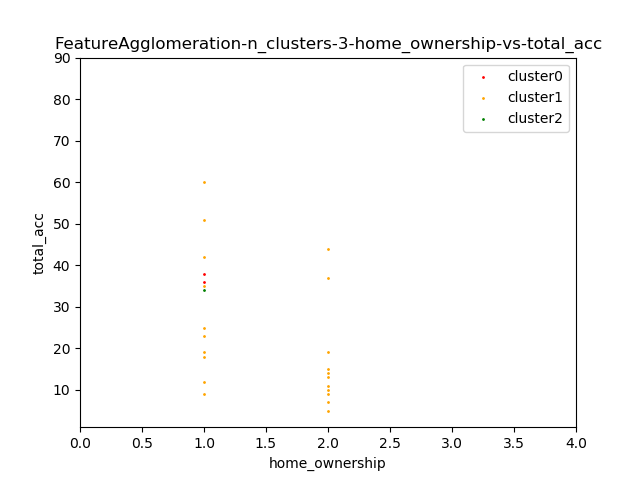 FeatureAgglomeration-n_clusters-3-home_ownership-vs-total_acc
cluster0
cluster1
cluster2
total_acc
90
80
70
60
50
40
30
20
10
0.0 0.5 1.0 1.5 2.0 2.5 3.0 3.5 4.0
home_ownership